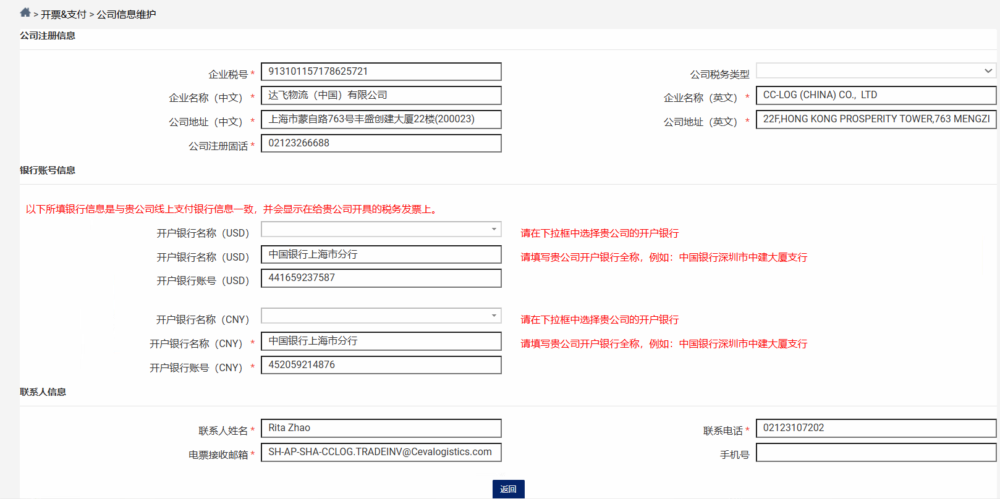 > 开票&支付 > 公司信息维护
公司注册信息
企业税号 * 913101157178625721 公司税务类型
企业名称（中文） * 达飞物流（中国）有限公司 企业名称（英文） * CC-LOG (CHINA) CO.,  LTD
公司地址（中文） * 上海市蒙自路763号丰盛创建大厦22楼(200023) 公司地址（英文） * 22F,HONG KONG PROSPERITY TOWER,763 MENGZI
公司注册固话 * 02123266688
银行账号信息
以下所填银行信息是与贵公司线上支付银行信息一致，并会显示在给贵公司开具的税务发票上。
开户银行名称（USD） 请在下拉框中选择贵公司的开户银行
开户银行名称（USD） 中国银行上海市分行 请填写贵公司开户银行全称，例如：中国银行深圳市中建大厦支行
开户银行账号（USD） 441659237587
开户银行名称（CNY） 请在下拉框中选择贵公司的开户银行
开户银行名称（CNY） * 中国银行上海市分行 请填写贵公司开户银行全称，例如：中国银行深圳市中建大厦支行
开户银行账号（CNY） * 452059214876
联系人信息
联系人姓名 * Rita Zhao 联系电话 * 02123107202
电票接收邮箱 * SH-AP-SHA-CCLOG.TRADEINV@Cevalogistics.com 手机号
返回